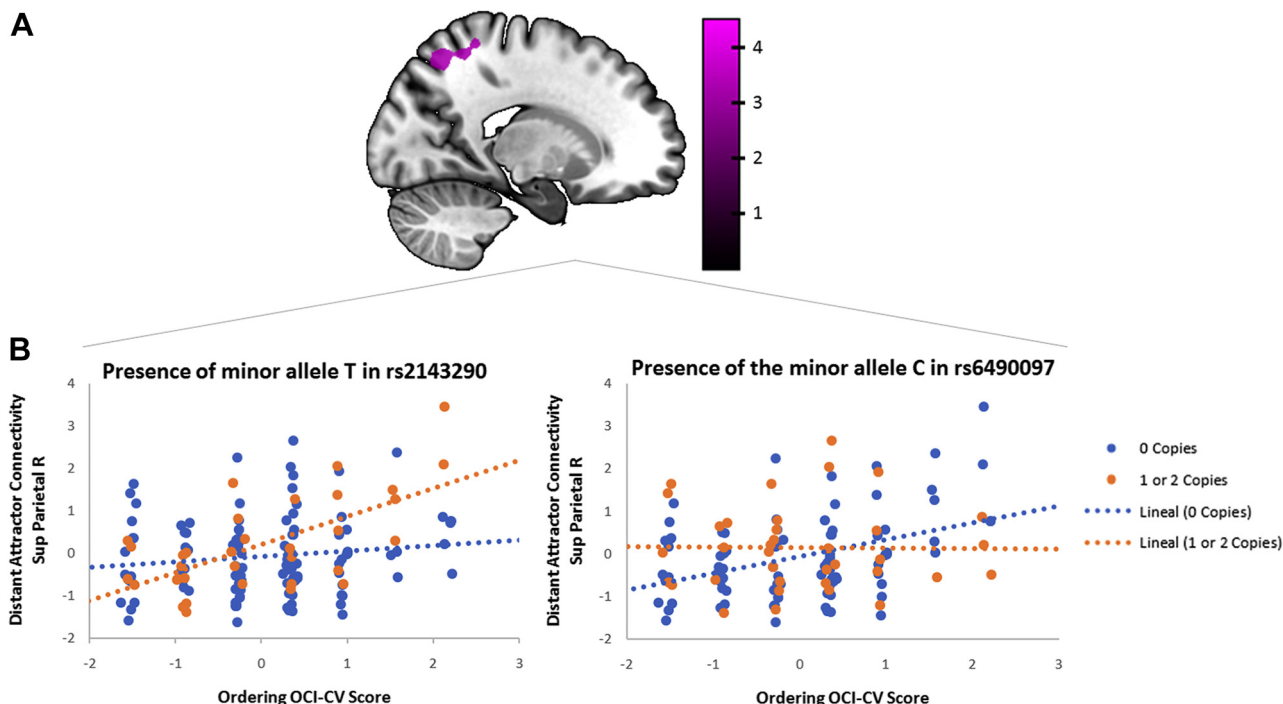 A
4
3
2
1
B
Presence of minor allele T in rs2143290
Distant Attractor Connectivity
Sup Parietal R
4
3
2
1
0
-1
-2
-2
-1
0
1
2
3
Ordering OCI-CV Score
Presence of the minor allele C in rs6490097
Distant Attractor Connectivity
Sup Parietal R
4
3
2
1
0
-1
-2
-2
-1
0
1
2
3
Ordering OCI-CV Score
0 Copies
1 or 2 Copies
Lineal (0 Copies)
Lineal (1 or 2 Copies)